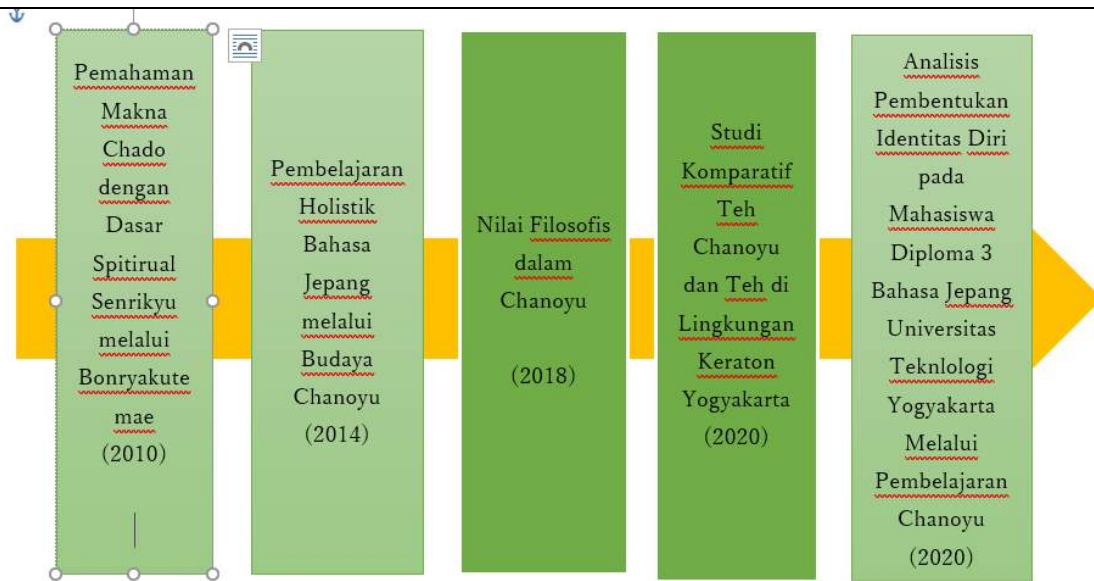 Pemahaman
Makna
Chado
dengan
Dasar
Spitirual
Senrikyu
melalui
Bonryakute
mae
(2010)
Pembelajaran
Holistik
Bahasa
Jepang
melalui
Budaya
Chanoyu
(2014)
Nilai Filosofis
dalam
Chanoyu
(2018)
Studi
Komparatif
Teh
Chanoyu
dan Teh di
Lingkungan
Keraton
Yogyakarta
(2020)
Analisis
Pembentukan
Identitas Diri
pada
Mahasiswa
Diploma 3
Bahasa Jepang
Universitas
Teknlologi
Yogyakarta
Melalui
Pembelajaran
Chanoyu
(2020)